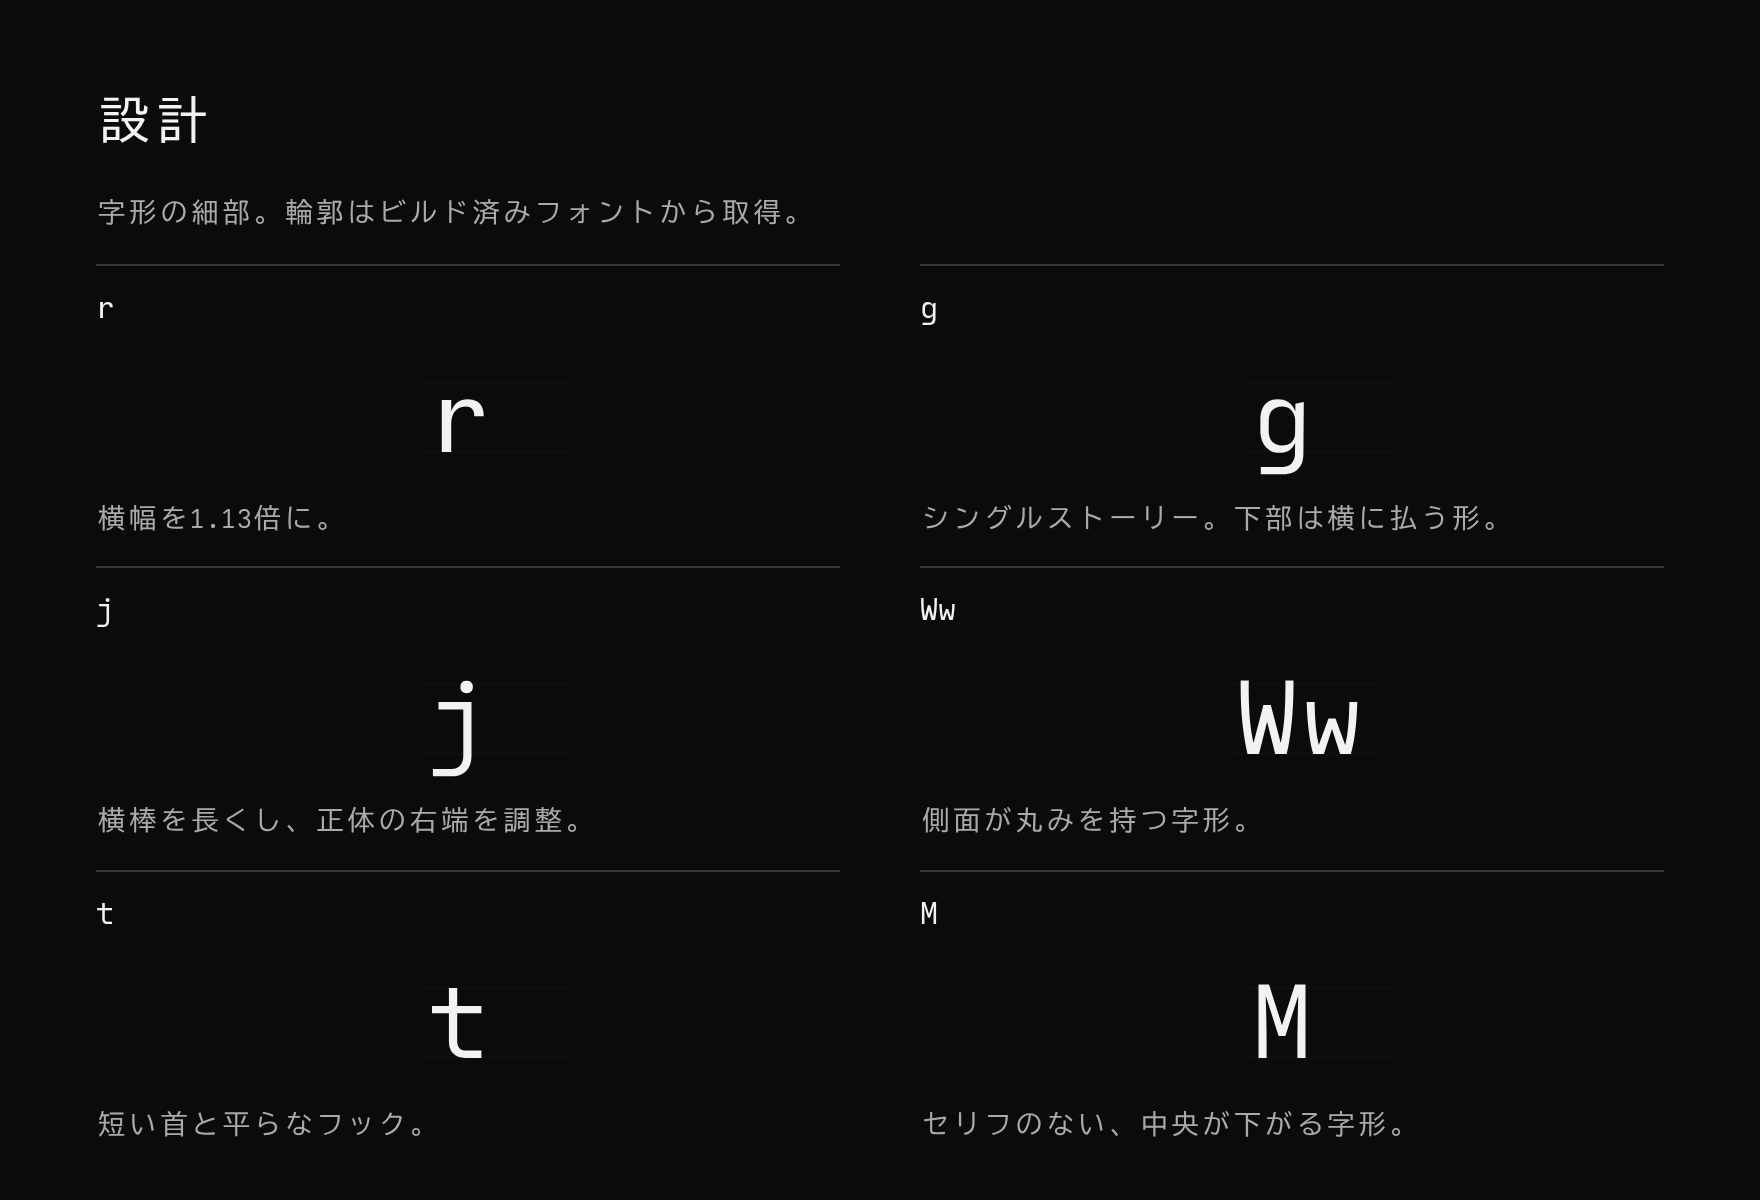 設計
字形の細部。輪郭はビルド済みフォントから取得。
r
r
横幅を1.13倍に。
g
g
シングルストーリー。下部は横に払う形。
j
j
横棒を長くし、正体の右端を調整。
Ww
Ww
側面が丸みを持つ字形。
t
t
短い首と平らなフック。
M
M
セリフのない、中央が下がる字形。